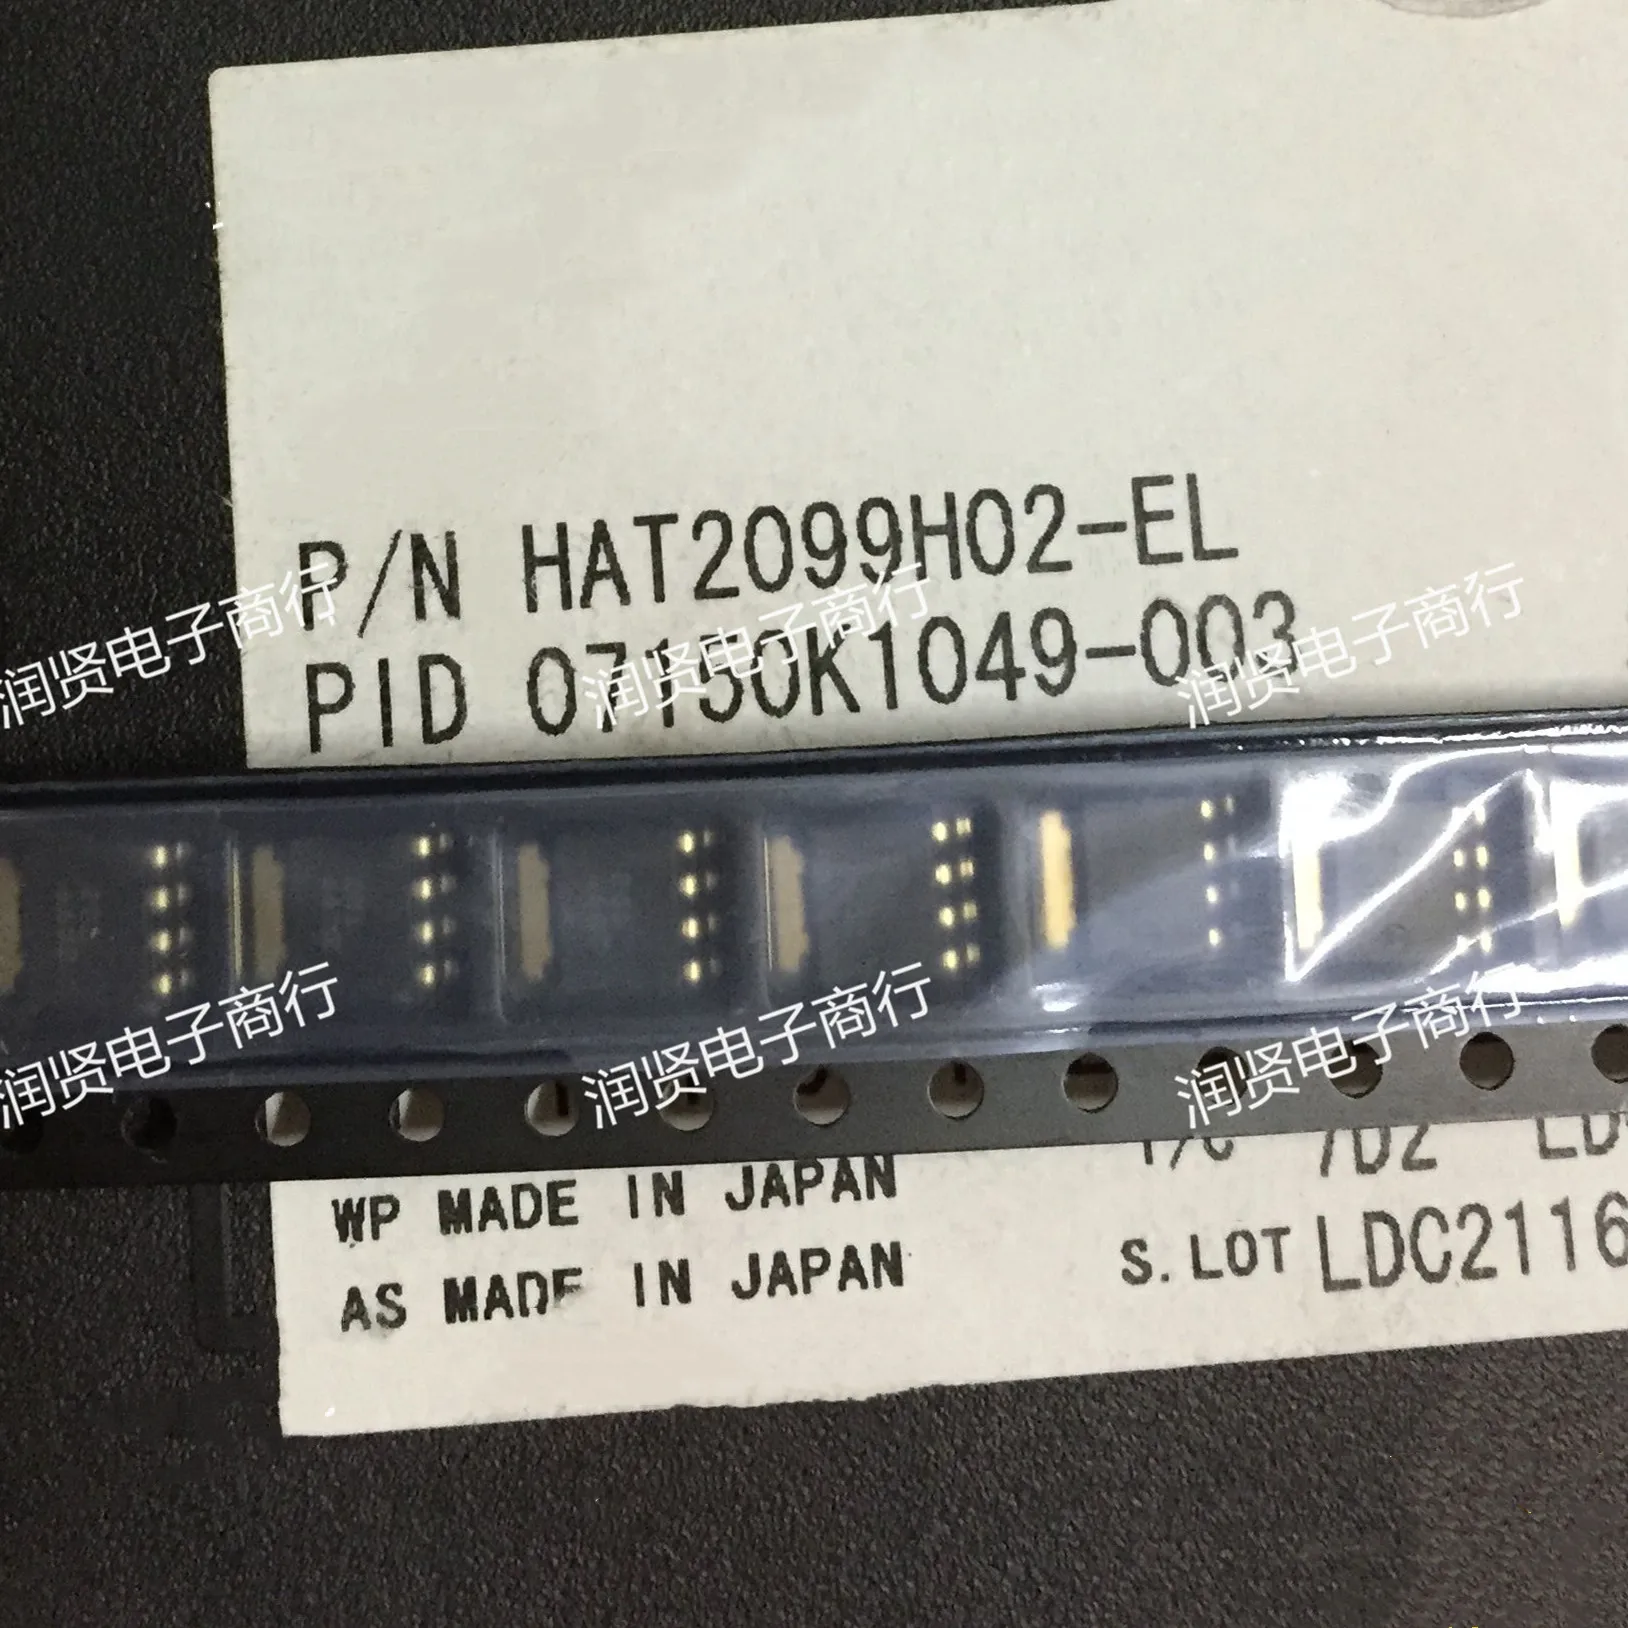 P/N HAT2099H02-EL
润贤电子商行 润贤电子商行 润贤电子商行
PID 07150K1049-003
润贤电子商行 润贤电子商行 润贤电子商行
WP MADE IN JAPAN
AS MADE IN JAPAN
S.LOT LDC2116